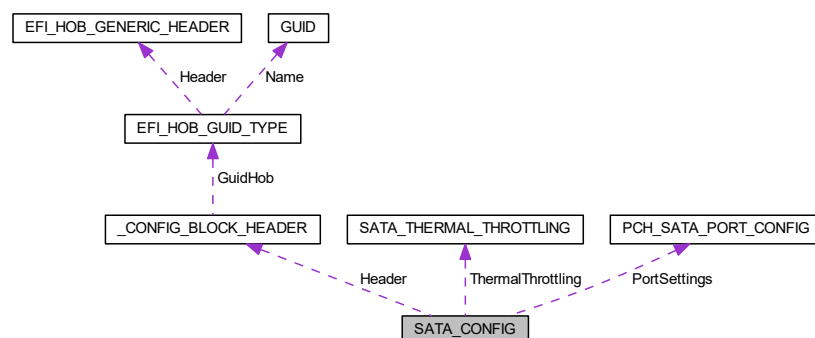 EFI_HOB_GENERIC_HEADER
GUID
Header
Name
EFI_HOB_GUID_TYPE
GuidHob
_CONFIG_BLOCK_HEADER
SATA_THERMAL_THROTTLING
PCH_SATA_PORT_CONFIG
Header
ThermalThrottling
PortSettings
SATA_CONFIG